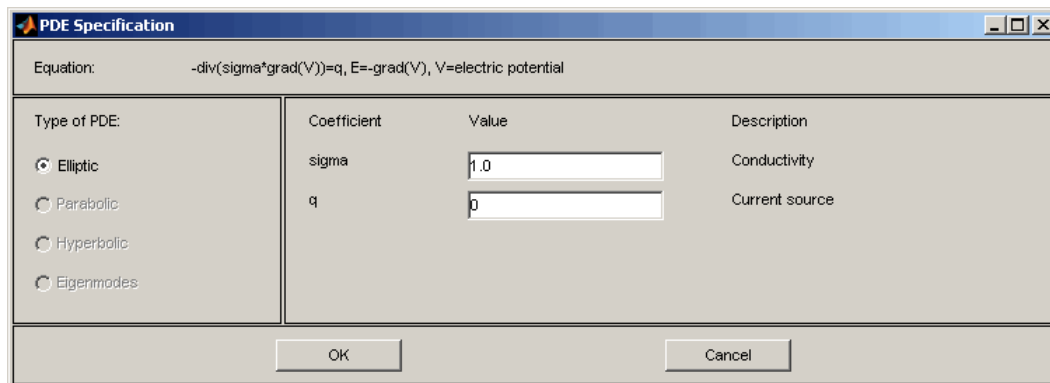 PDE Specification
Equation: -div(sigma*grad(V))=q, E=-grad(V), V=electric potential
Type of PDE:
Elliptic
Parabolic
Hyperbolic
Eigenmodes
Coefficient Value Description
sigma 1.0 Conductivity
q 0 Current source
OK Cancel